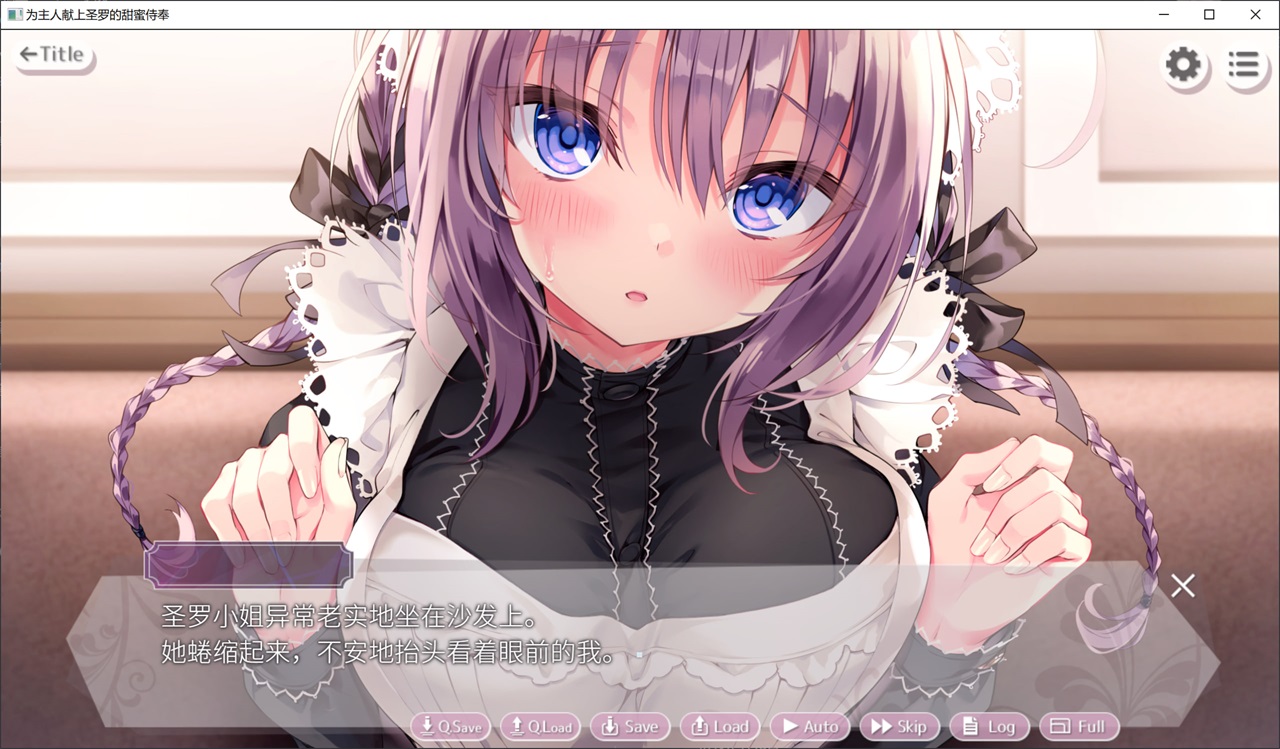 为主人献上圣罗的甜蜜侍奉
←Title
圣罗小姐异常老实地坐在沙发上。
她蜷缩起来，不安地抬头看着眼前的我。
Q.Save
Q.Load
Save
Load
Auto
Skip
Log
Full